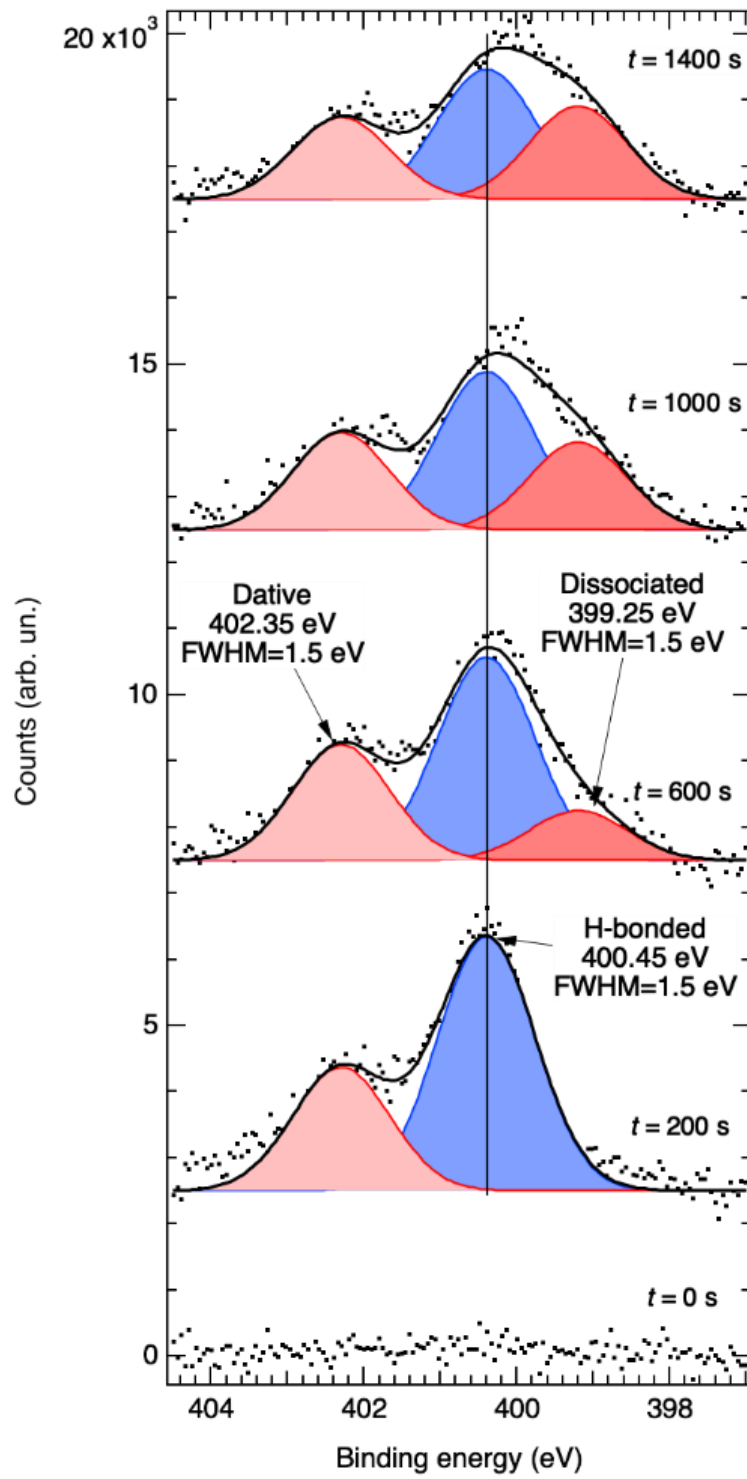 20 x10³
t = 1400 s
15
t = 1000 s
Dative
402.35 eV
FWHM=1.5 eV
Dissociated
399.25 eV
FWHM=1.5 eV
10
t = 600 s
H-bonded
400.45 eV
FWHM=1.5 eV
5
t = 200 s
t = 0 s
0
404
402
400
398
Binding energy (eV)
Counts (arb. un.)